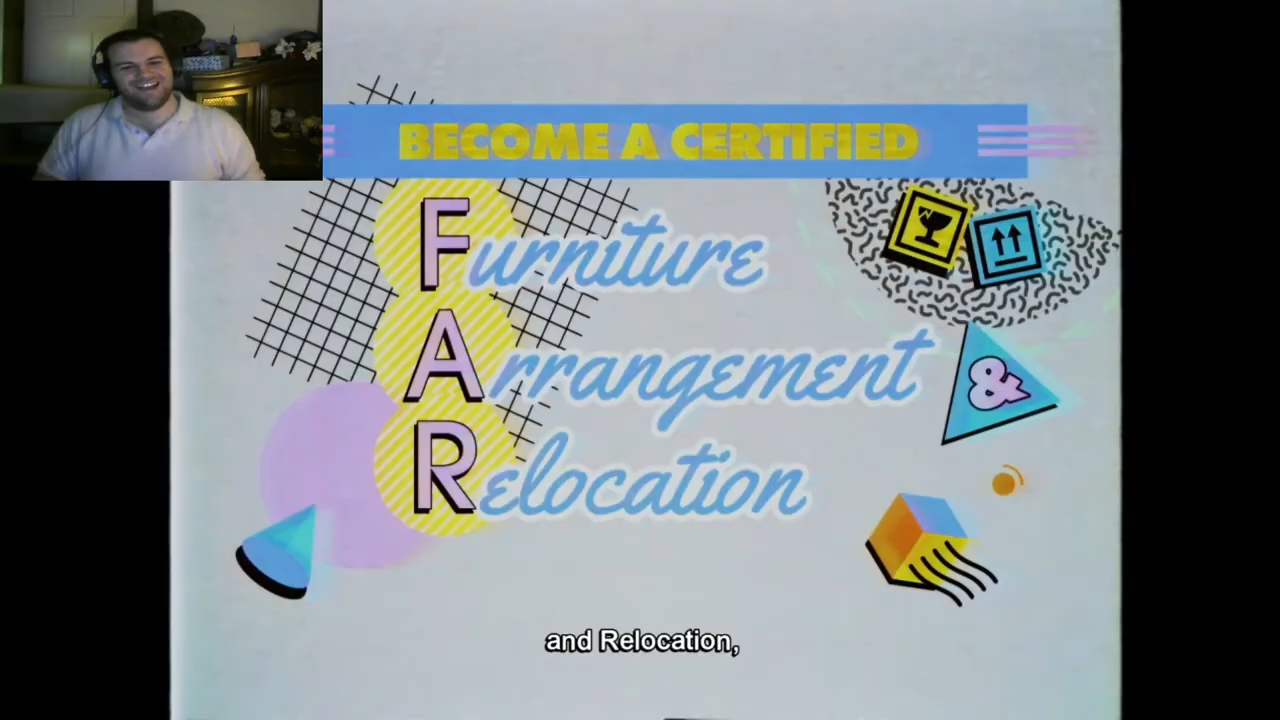 BECOME A CERTIFIED
Furniture
Arrangement
&
Relocation
and Relocation,